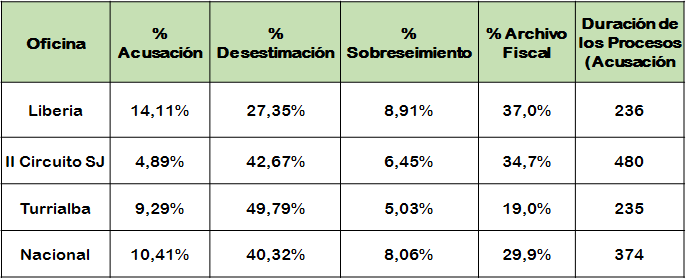 Oficina % Acusación % Desestimación % Sobreseimiento % Archivo Fiscal Duración de los Procesos (Acusación
Liberia 14,11% 27,35% 8,91% 37,0% 236
II Circuito SJ 4,89% 42,67% 6,45% 34,7% 480
Turrialba 9,29% 49,79% 5,03% 19,0% 235
Nacional 10,41% 40,32% 8,06% 29,9% 374